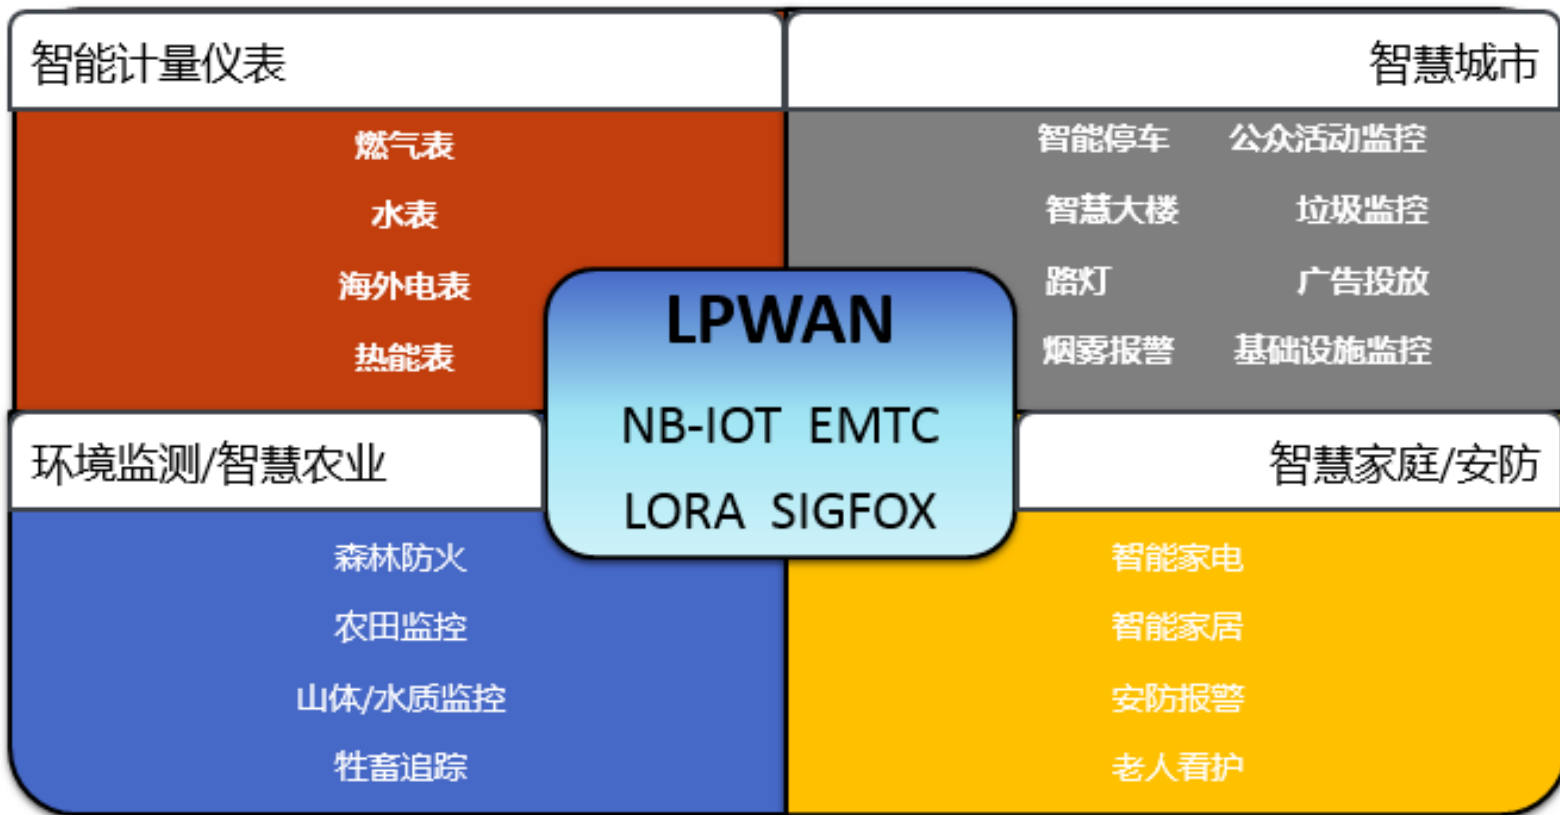 智能计量仪表
燃气表
水表
海外电表
热能表
智慧城市
智能停车 公众活动监控
智慧大楼 垃圾监控
路灯 广告投放
烟雾报警 基础设施监控
LPWAN
NB-IOT EMTC
LORA SIGFOX
环境监测/智慧农业
森林防火
农田监控
山体/水质监控
牲畜追踪
智慧家庭/安防
智能家电
智能家居
安防报警
老人看护